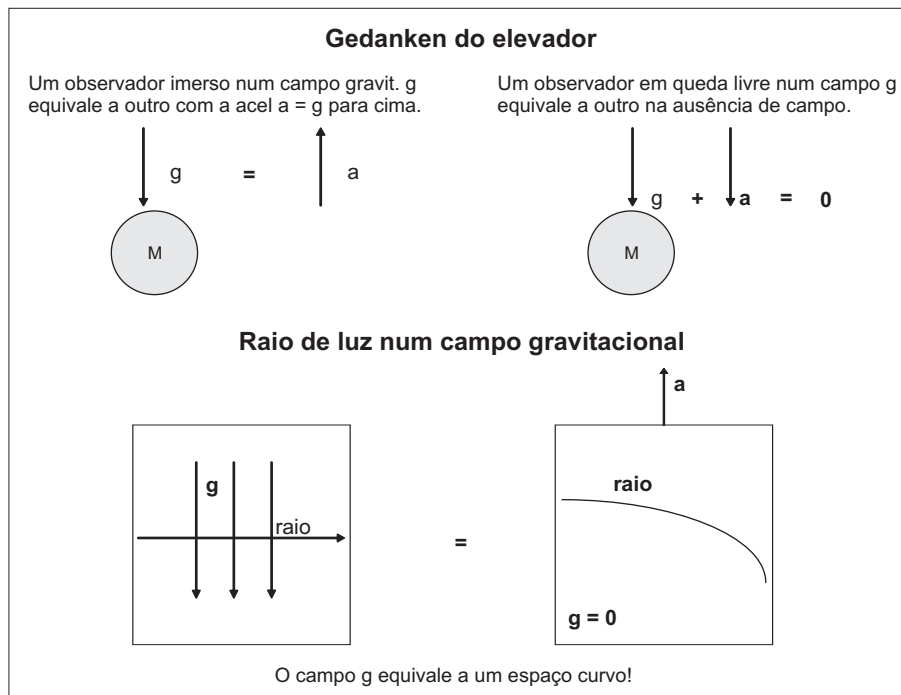 Gedanken do elevador
Um observador imerso num campo gravit. g
equivale a outro com a acel a = g para cima.
g = a
M
Um observador em queda livre num campo g
equivale a outro na ausência de campo.
g + a = 0
M
Raio de luz num campo gravitacional
g
raio
=
a
raio
g = 0
O campo g equivale a um espaço curvo!